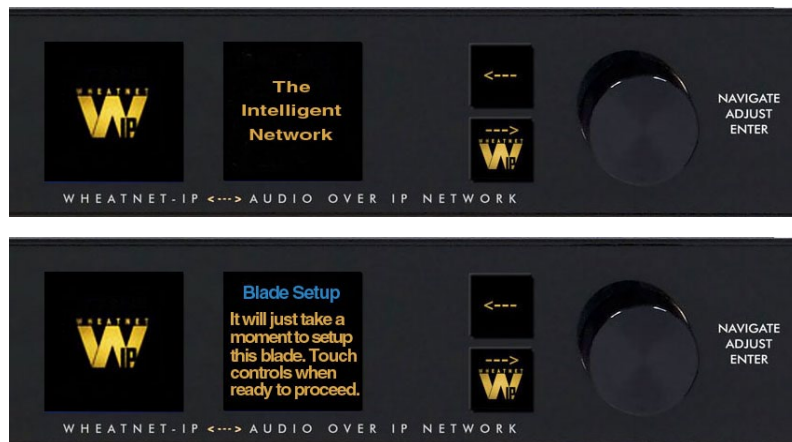 WHEATNET
W IP
The
Intelligent
Network
<---
--->
WHEATNET
W IP
NAVIGATE
ADJUST
ENTER
WHEATNET-IP <---> AUDIO OVER IP NETWORK
WHEATNET
W IP
Blade Setup
It will just take a
moment to setup
this blade. Touch
controls when
ready to proceed.
<---
--->
WHEATNET
W IP
NAVIGATE
ADJUST
ENTER
WHEATNET-IP <---> AUDIO OVER IP NETWORK